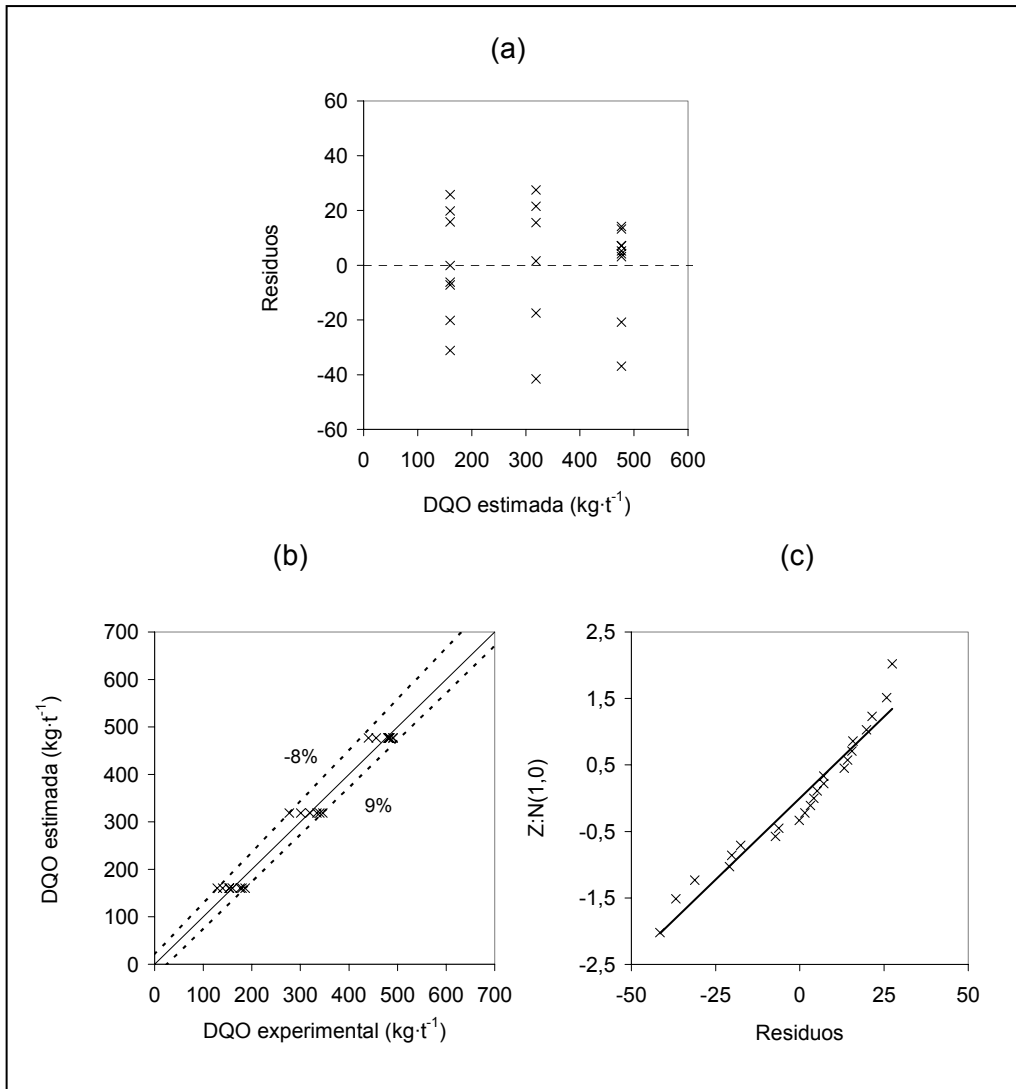 (a)
60
40
20
0
-20
-40
-60
Residuos
0 100 200 300 400 500 600
DQO estimada (kg·t⁻¹)
(b)
700
600
500
400
300
200
100
0
DQO estimada (kg·t⁻¹)
-8%
9%
0 100 200 300 400 500 600 700
DQO experimental (kg·t⁻¹)
(c)
2,5
1,5
0,5
-0,5
-1,5
-2,5
Z:N(1,0)
-50 -25 0 25 50
Residuos